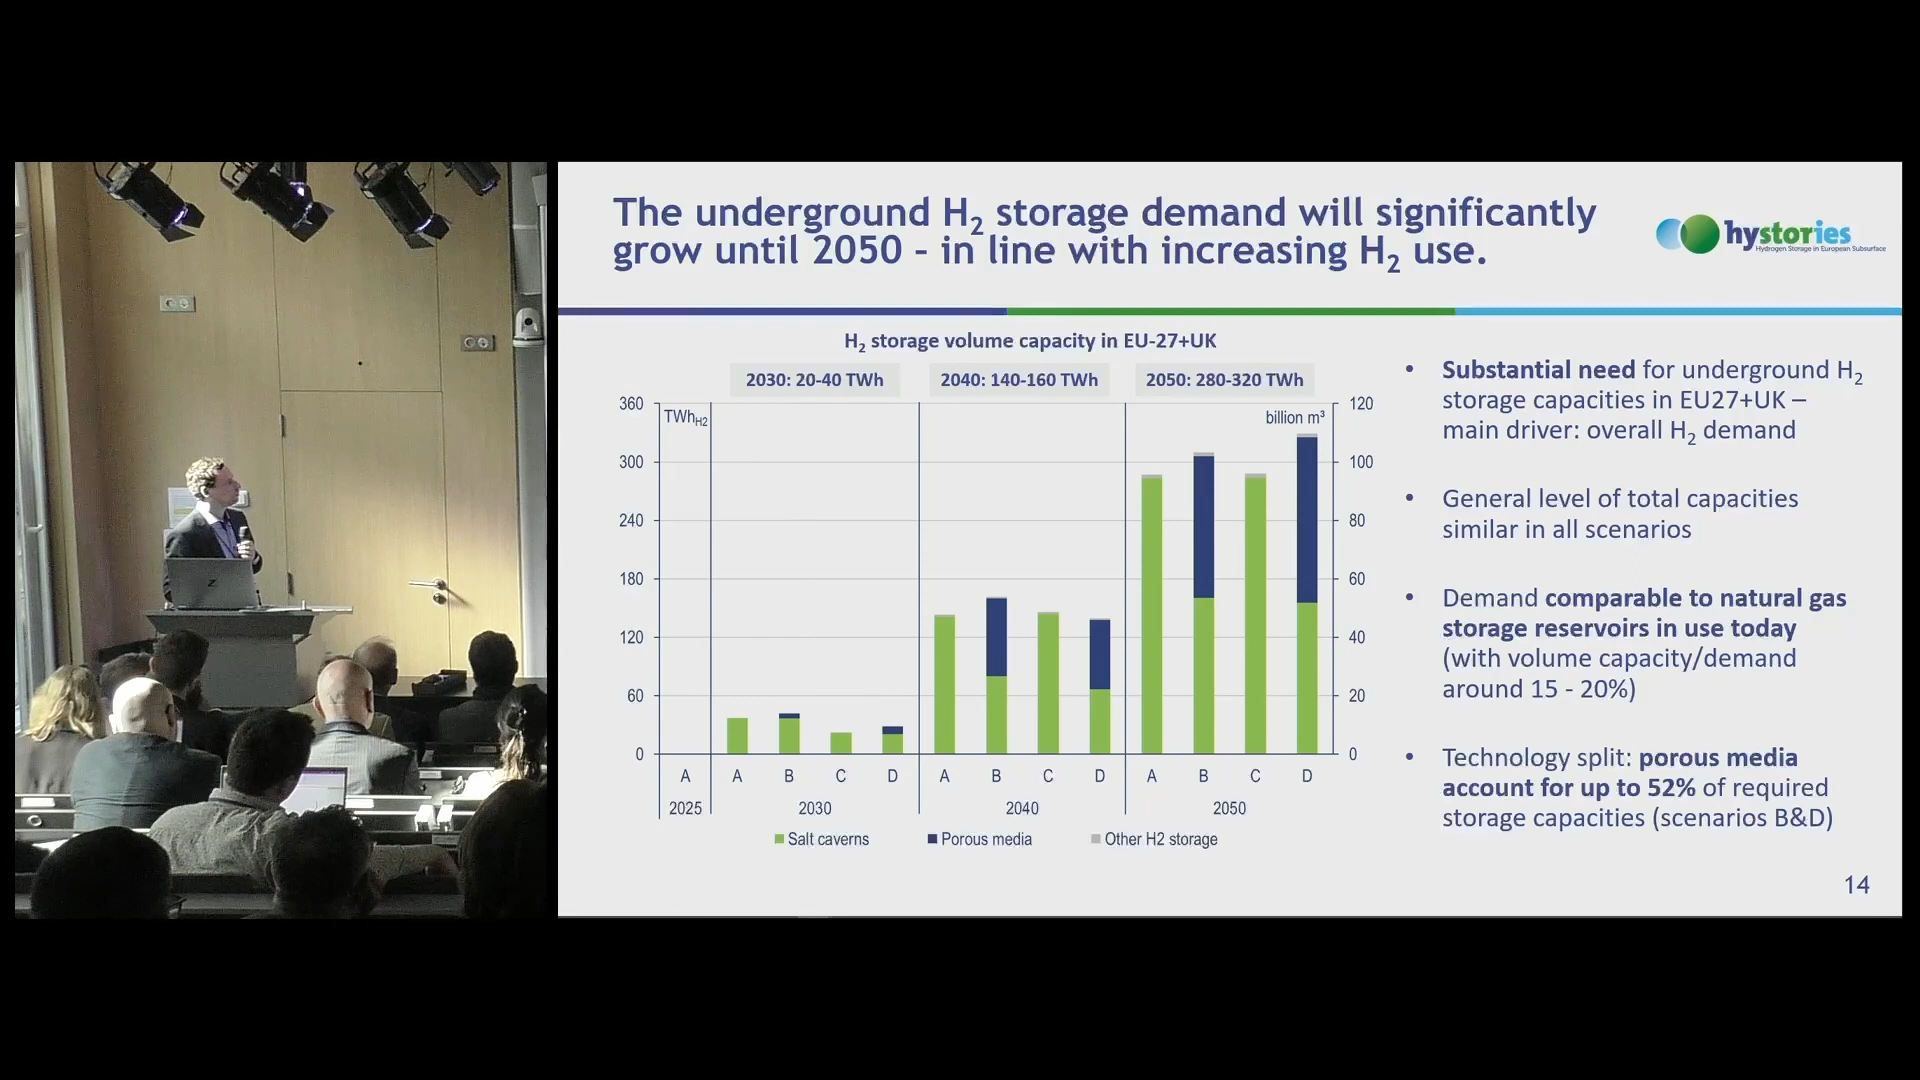 The underground H2 storage demand will significantly
grow until 2050 - in line with increasing H2 use.
hystories
Hydrogen Storage in European Subsurface
H2 storage volume capacity in EU-27+UK
2030: 20-40 TWh 2040: 140-160 TWh 2050: 280-320 TWh
TWhH2 billion m³
360 120
300 100
240 80
180 60
120 40
60 20
0 0
A A B C D A B C D A B C D
2025 2030 2040 2050
Salt caverns Porous media Other H2 storage
• Substantial need for underground H2
storage capacities in EU27+UK –
main driver: overall H2 demand
• General level of total capacities
similar in all scenarios
• Demand comparable to natural gas
storage reservoirs in use today
(with volume capacity/demand
around 15 - 20%)
• Technology split: porous media
account for up to 52% of required
storage capacities (scenarios B&D)
14